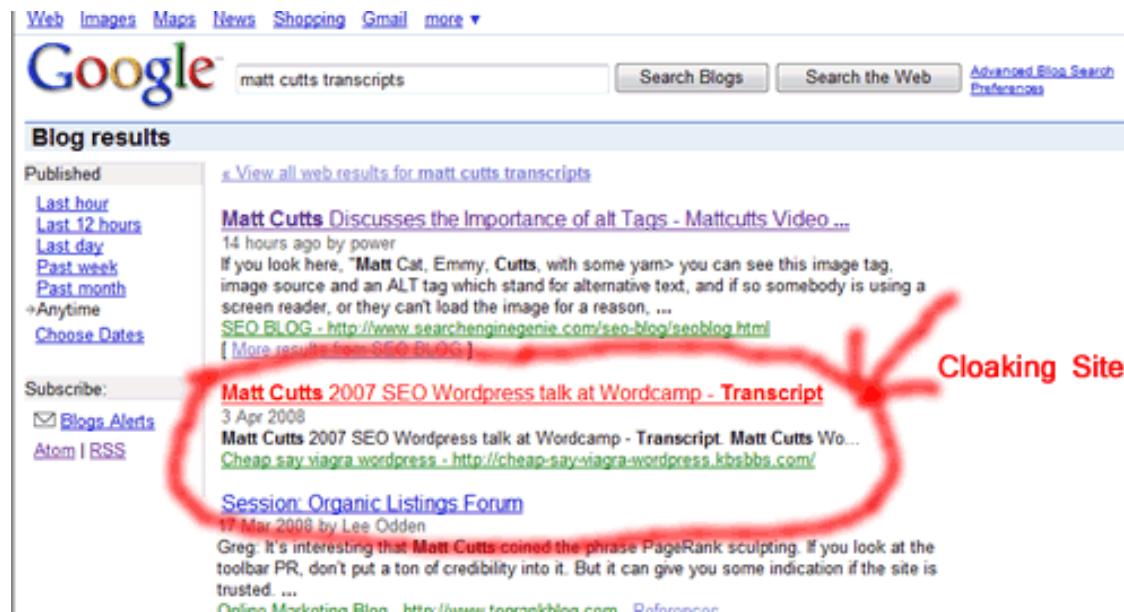 Web Images Maps News Shopping Gmail more ▼
Google
matt cutts transcripts
Search Blogs
Search the Web
Advanced Blog Search
Preferences
Blog results
Published
Last hour
Last 12 hours
Last day
Past week
Past month
→Anytime
Choose Dates
Subscribe:
Blogs Alerts
Atom | RSS
« View all web results for matt cutts transcripts
Matt Cutts Discusses the Importance of alt Tags - Mattcutts Video ...
14 hours ago by power
If you look here, "Matt Cat, Emmy, Cutts, with some yarn> you can see this image tag,
image source and an ALT tag which stand for alternative text, and if so somebody is using a
screen reader, or they can't load the image for a reason, ...
SEO BLOG - http://www.searchenginegenie.com/seo-blog/seoblog.html
[ More results from SEO BLOG ]
Cloaking Site
Matt Cutts 2007 SEO Wordpress talk at Wordcamp - Transcript
3 Apr 2008
Matt Cutts 2007 SEO Wordpress talk at Wordcamp - Transcript. Matt Cutts Wo...
Cheap say viagra wordpress - http://cheap-say-viagra-wordpress.kbsbbs.com/
Session: Organic Listings Forum
17 Mar 2008 by Lee Odden
Greg: It's interesting that Matt Cutts coined the phrase PageRank sculpting. If you look at the
toolbar PR, don't put a ton of credibility into it. But it can give you some indication if the site is
trusted. ...
Online Marketing Blog - http://www.toprankblog.com - References